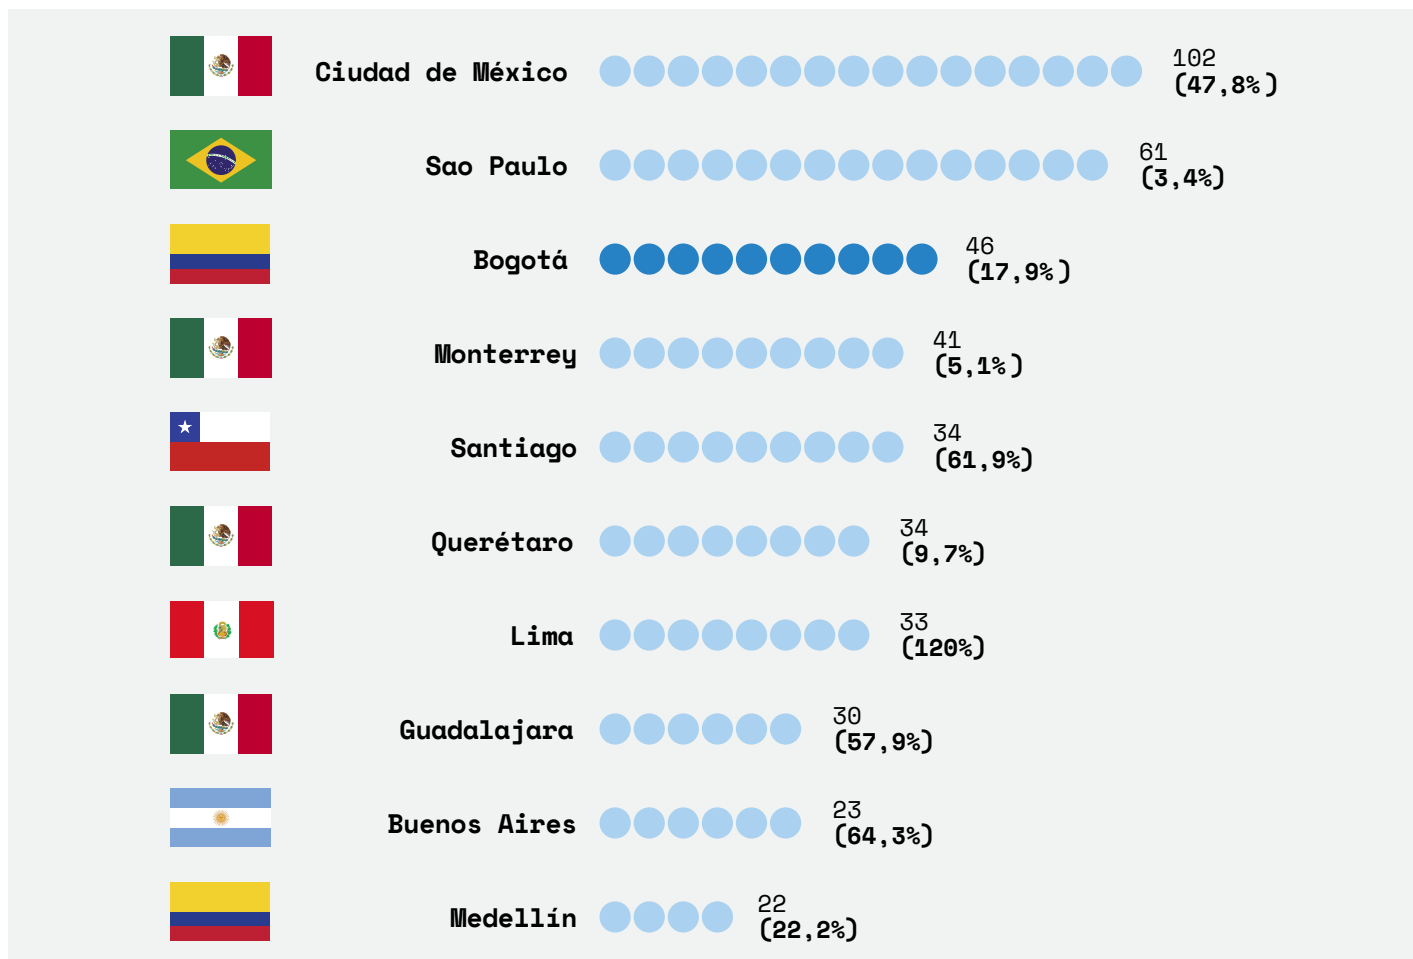 Ciudad de México
102
(47,8%)
Sao Paulo
61
(3,4%)
Bogotá
46
(17,9%)
Monterrey
41
(5,1%)
Santiago
34
(61,9%)
Querétaro
34
(9,7%)
Lima
33
(120%)
Guadalajara
30
(57,9%)
Buenos Aires
23
(64,3%)
Medellín
22
(22,2%)